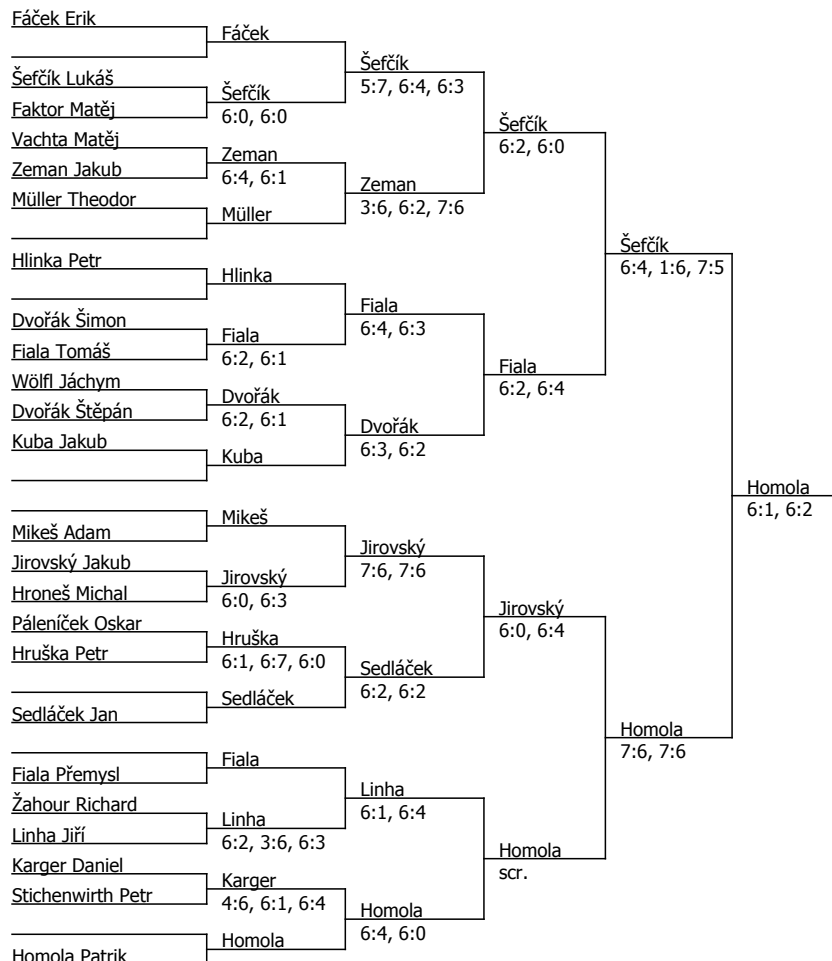 Fáček Erik
Fáček
Šefčík
5:7, 6:4, 6:3
Šefčík Lukáš
Šefčík
6:0, 6:0
Faktor Matěj
Šefčík
6:2, 6:0
Vachta Matěj
Zeman
6:4, 6:1
Zeman Jakub
Zeman
3:6, 6:2, 7:6
Müller Theodor
Müller
Šefčík
6:4, 1:6, 7:5
Hlinka Petr
Hlinka
Fiala
6:4, 6:3
Dvořák Šimon
Fiala
6:2, 6:1
Fiala Tomáš
Fiala
6:2, 6:4
Wölfl Jáchym
Dvořák
6:2, 6:1
Dvořák Štěpán
Dvořák
6:3, 6:2
Kuba Jakub
Kuba
Homola
6:1, 6:2
Mikeš
Mikeš Adam
Jirovský
7:6, 7:6
Jirovský Jakub
Jirovský
6:0, 6:3
Hroneš Michal
Jirovský
6:0, 6:4
Páleníček Oskar
Hruška
6:1, 6:7, 6:0
Hruška Petr
Sedláček
6:2, 6:2
Sedláček
Sedláček Jan
Homola
7:6, 7:6
Fiala
Fiala Přemysl
Linha
6:1, 6:4
Žahour Richard
Linha
6:2, 3:6, 6:3
Linha Jiří
Homola
scr.
Karger Daniel
Karger
4:6, 6:1, 6:4
Stichenwirth Petr
Homola
6:4, 6:0
Homola
Homola Patrik